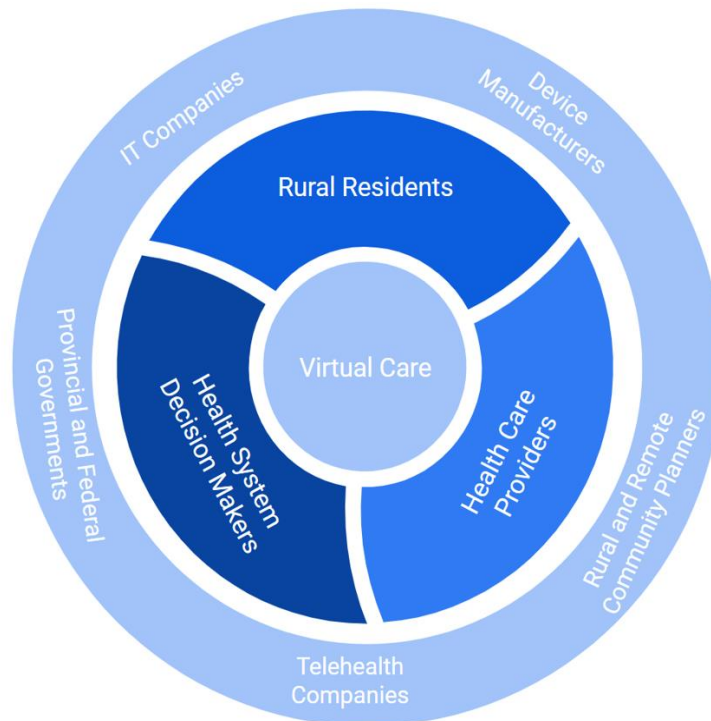 IT Companies
Device
Manufacturers
Rural Residents
Virtual Care
Health System
Decision Makers
Health Care
Providers
Provincial and Federal
Governments
Rural and Remote
Community Planners
Telehealth
Companies